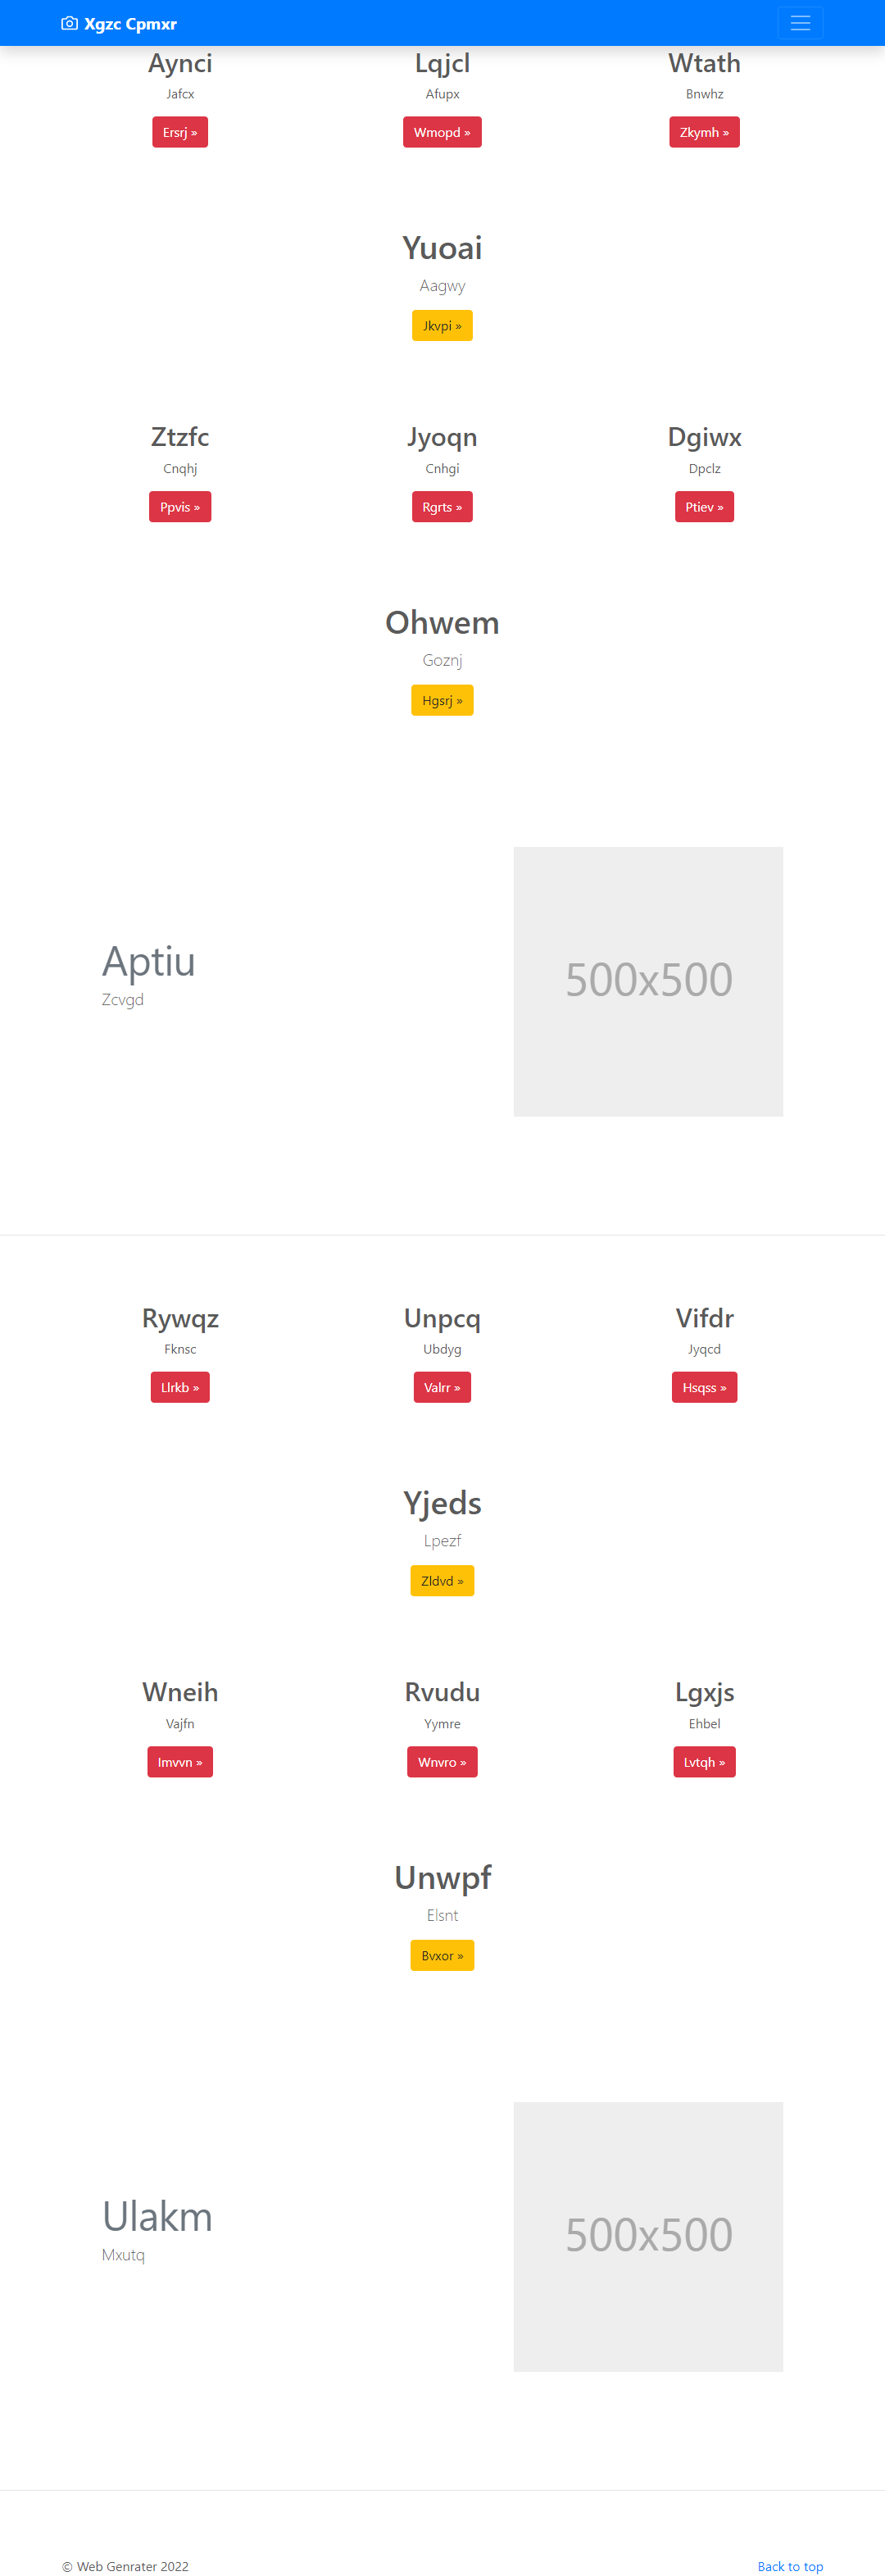 Xgzc Cpmxr
Aynci Lqjcl Wtath
Jafcx Afupx Bnwhz
Ersrj » Wmopd » Zkymh »
Yuoai
Aagwy
Jkvpi »
Ztzfc Jyoqn Dgiwx
Cnqhj Cnhgi Dpclz
Ppvis » Rgrts » Ptiev »
Ohwem
Goznj
Hgsrj »
Aptiu
Zcvgd
500x500
Rywqz Unpcq Vifdr
Fknsc Ubdyg Jyqcd
Llrkb » Valrr » Hsqss »
Yjeds
Lpezf
Zldvd »
Wneih Rvudu Lgxjs
Vajfn Yymre Ehbel
Imvvn » Wnvro » Lvtqh »
Unwpf
Elsnt
Bvxor »
Ulakm
Mxutq
500x500
© Web Genrater 2022 Back to top